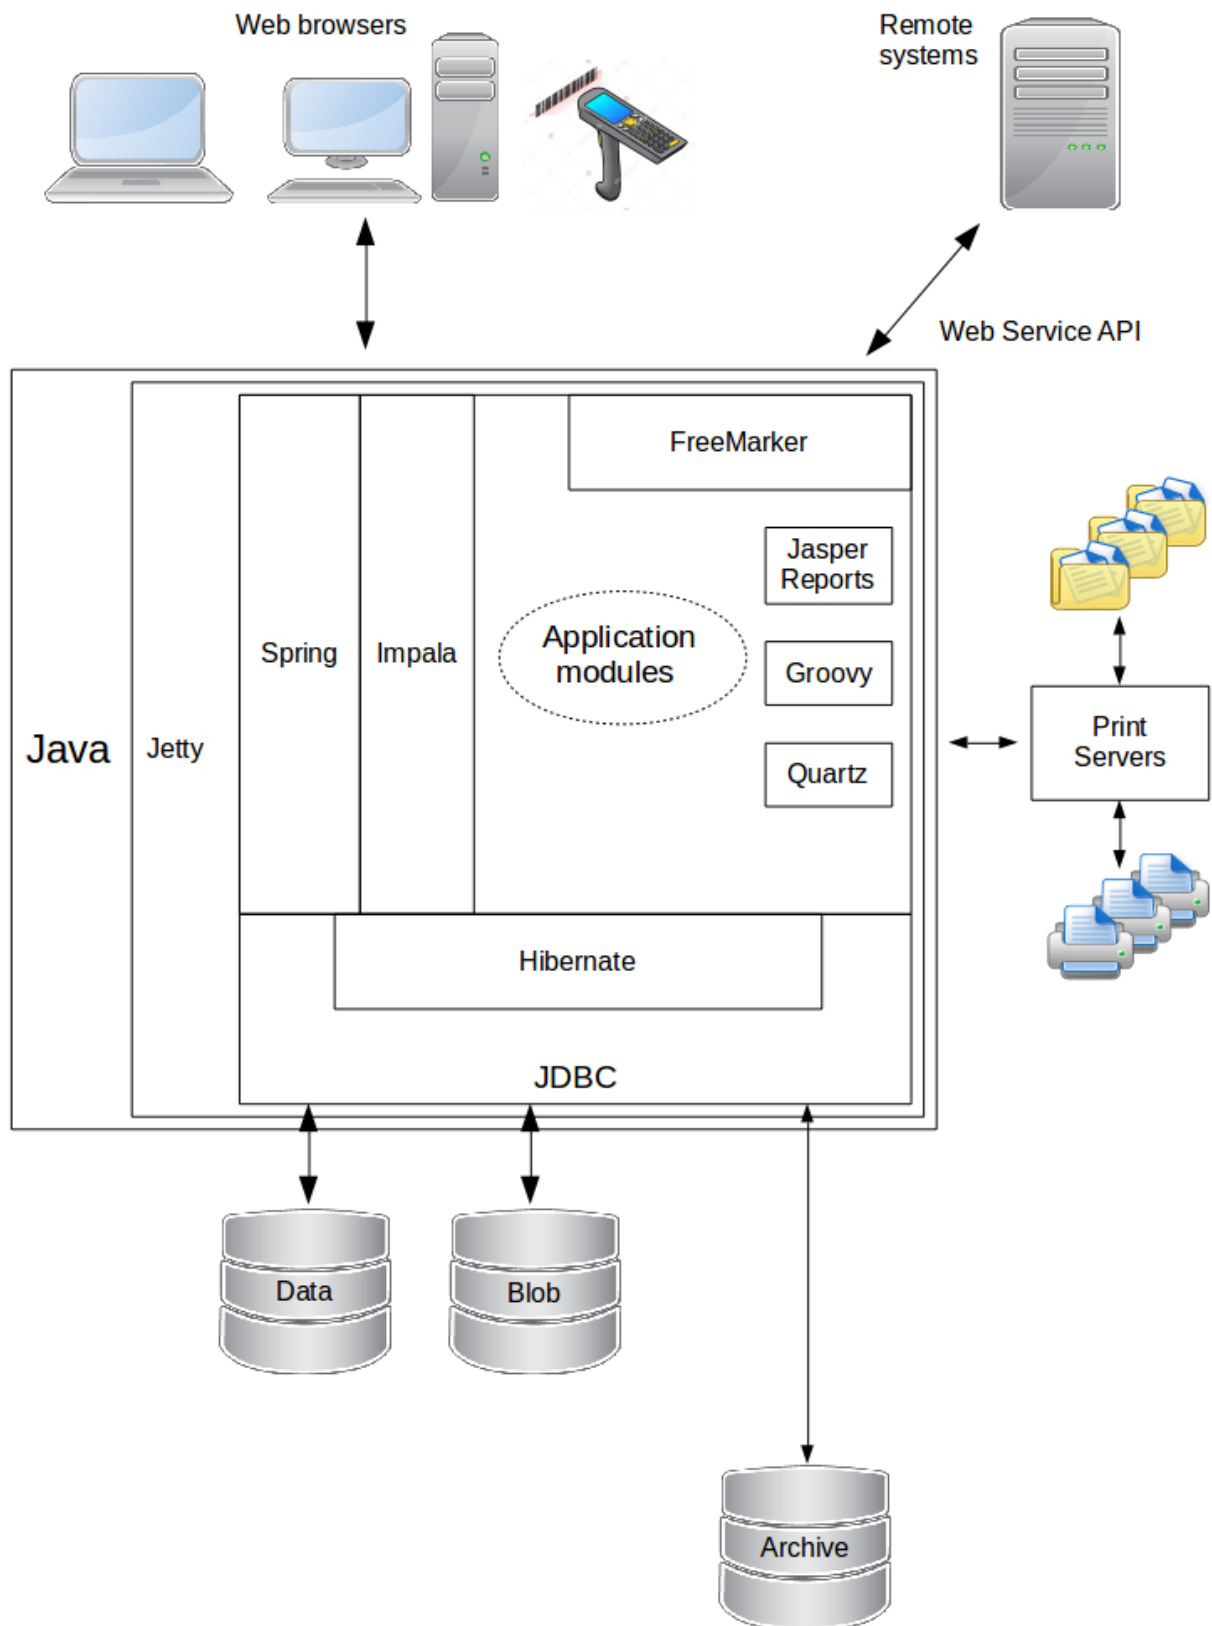 Web browsers
Remote
systems
Web Service API
FreeMarker
Jasper
Reports
Application
modules
Spring
Impala
Groovy
Java
Jetty
Quartz
Print
Servers
Hibernate
JDBC
Data
Blob
Archive